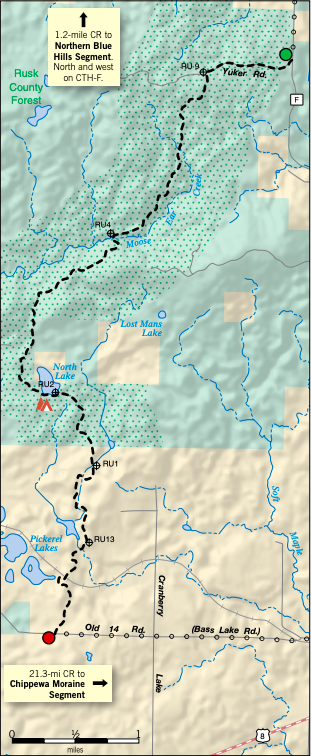 1.2-mile CR to
Northern Blue
Hills Segment.
North and west
on CTH-F.
Rusk
County
Forest
RU-9
Yuker Rd.
F
Creek
Ear
RU4
Moose
Lost Mans
Lake
North
Lake
RU2
RU1
Soft
Maple
Pickerel
Lakes
RU13
Cranberry
Lake
Old 14 Rd.
(Bass Lake Rd.)
21.3-mi CR to
Chippewa Moraine
Segment
8
0 ½ 1
miles